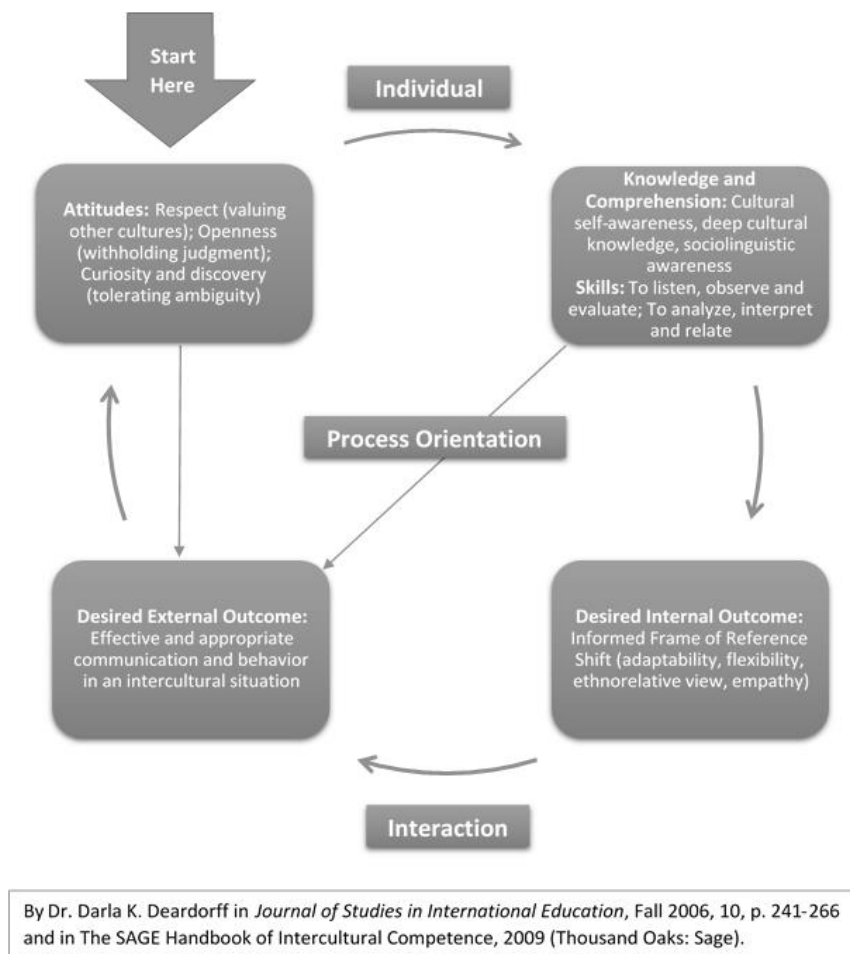 Start
Here
Individual
Attitudes: Respect (valuing
other cultures); Openness
(withholding judgment);
Curiosity and discovery
(tolerating ambiguity)
Knowledge and
Comprehension: Cultural
self-awareness, deep cultural
knowledge, sociolinguistic
awareness
Skills: To listen, observe and
evaluate; To analyze, interpret
and relate
Process Orientation
Desired External Outcome:
Effective and appropriate
communication and behavior
in an intercultural situation
Desired Internal Outcome:
Informed Frame of Reference
Shift (adaptability, flexibility,
ethnorelative view, empathy)
Interaction
By Dr. Darla K. Deardorff in Journal of Studies in International Education, Fall 2006, 10, p. 241-266
and in The SAGE Handbook of Intercultural Competence, 2009 (Thousand Oaks: Sage).